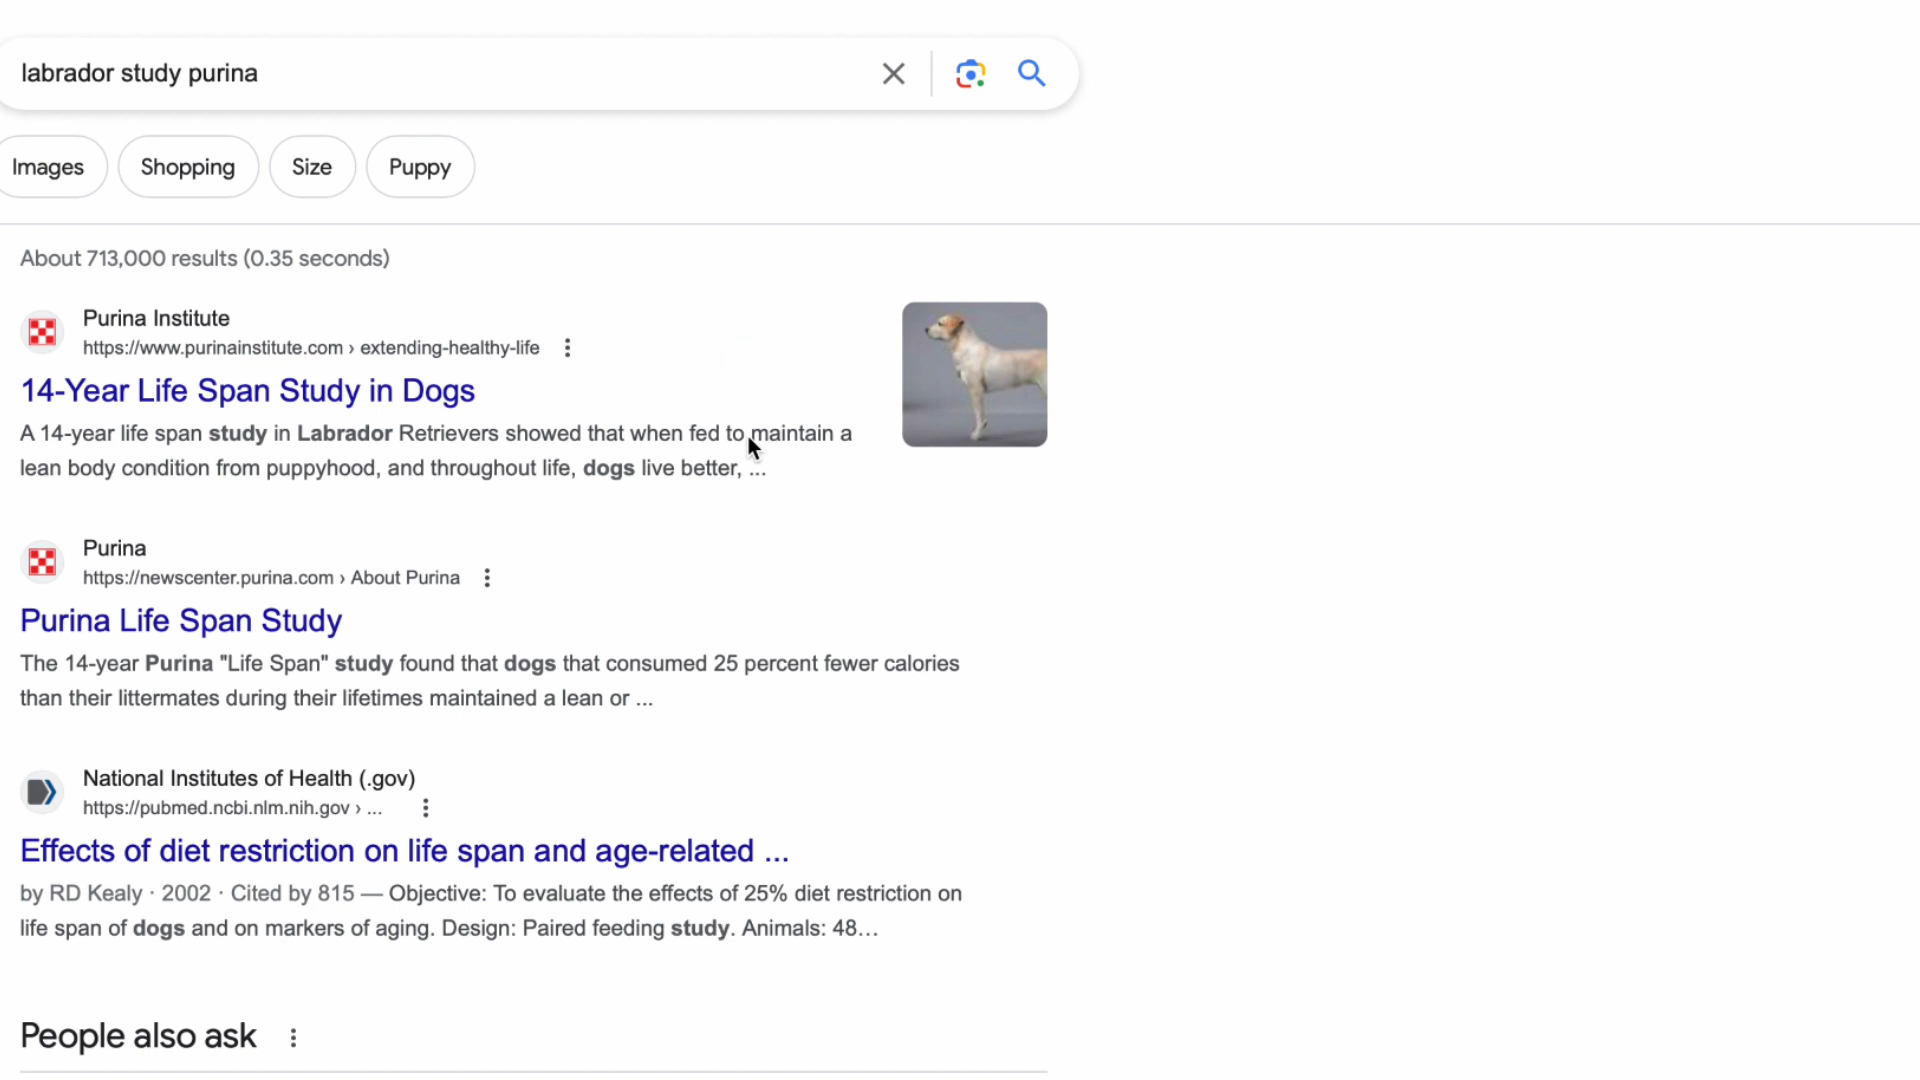 labrador study purina
Images
Shopping
Size
Puppy
About 713,000 results (0.35 seconds)
Purina Institute
https://www.purinainstitute.com › extending-healthy-life
14-Year Life Span Study in Dogs
A 14-year life span study in Labrador Retrievers showed that when fed to maintain a
lean body condition from puppyhood, and throughout life, dogs live better, ...
Purina
https://newscenter.purina.com › About Purina
Purina Life Span Study
The 14-year Purina "Life Span" study found that dogs that consumed 25 percent fewer calories
than their littermates during their lifetimes maintained a lean or ...
National Institutes of Health (.gov)
https://pubmed.ncbi.nlm.nih.gov › ...
Effects of diet restriction on life span and age-related ...
by RD Kealy · 2002 · Cited by 815 — Objective: To evaluate the effects of 25% diet restriction on
life span of dogs and on markers of aging. Design: Paired feeding study. Animals: 48...
People also ask